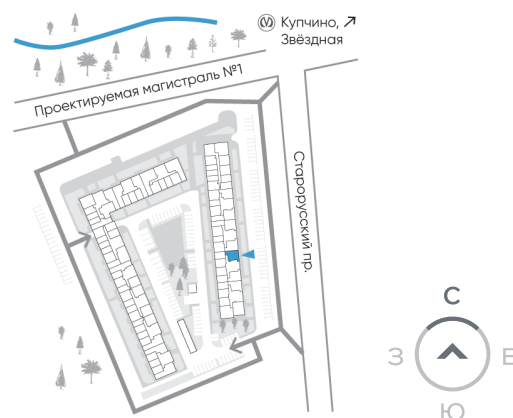 Купчино, ↗
Звёздная
Проектируемая магистраль №1
Старорусский пр.
С
З
В
Ю